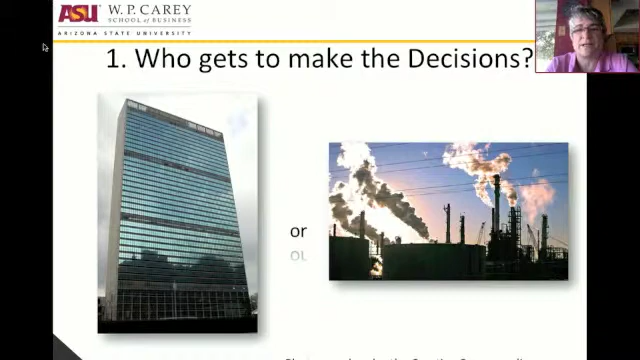 ASU W. P. CAREY
SCHOOL of BUSINESS
ARIZONA STATE UNIVERSITY
1. Who gets to make the Decisions?
or